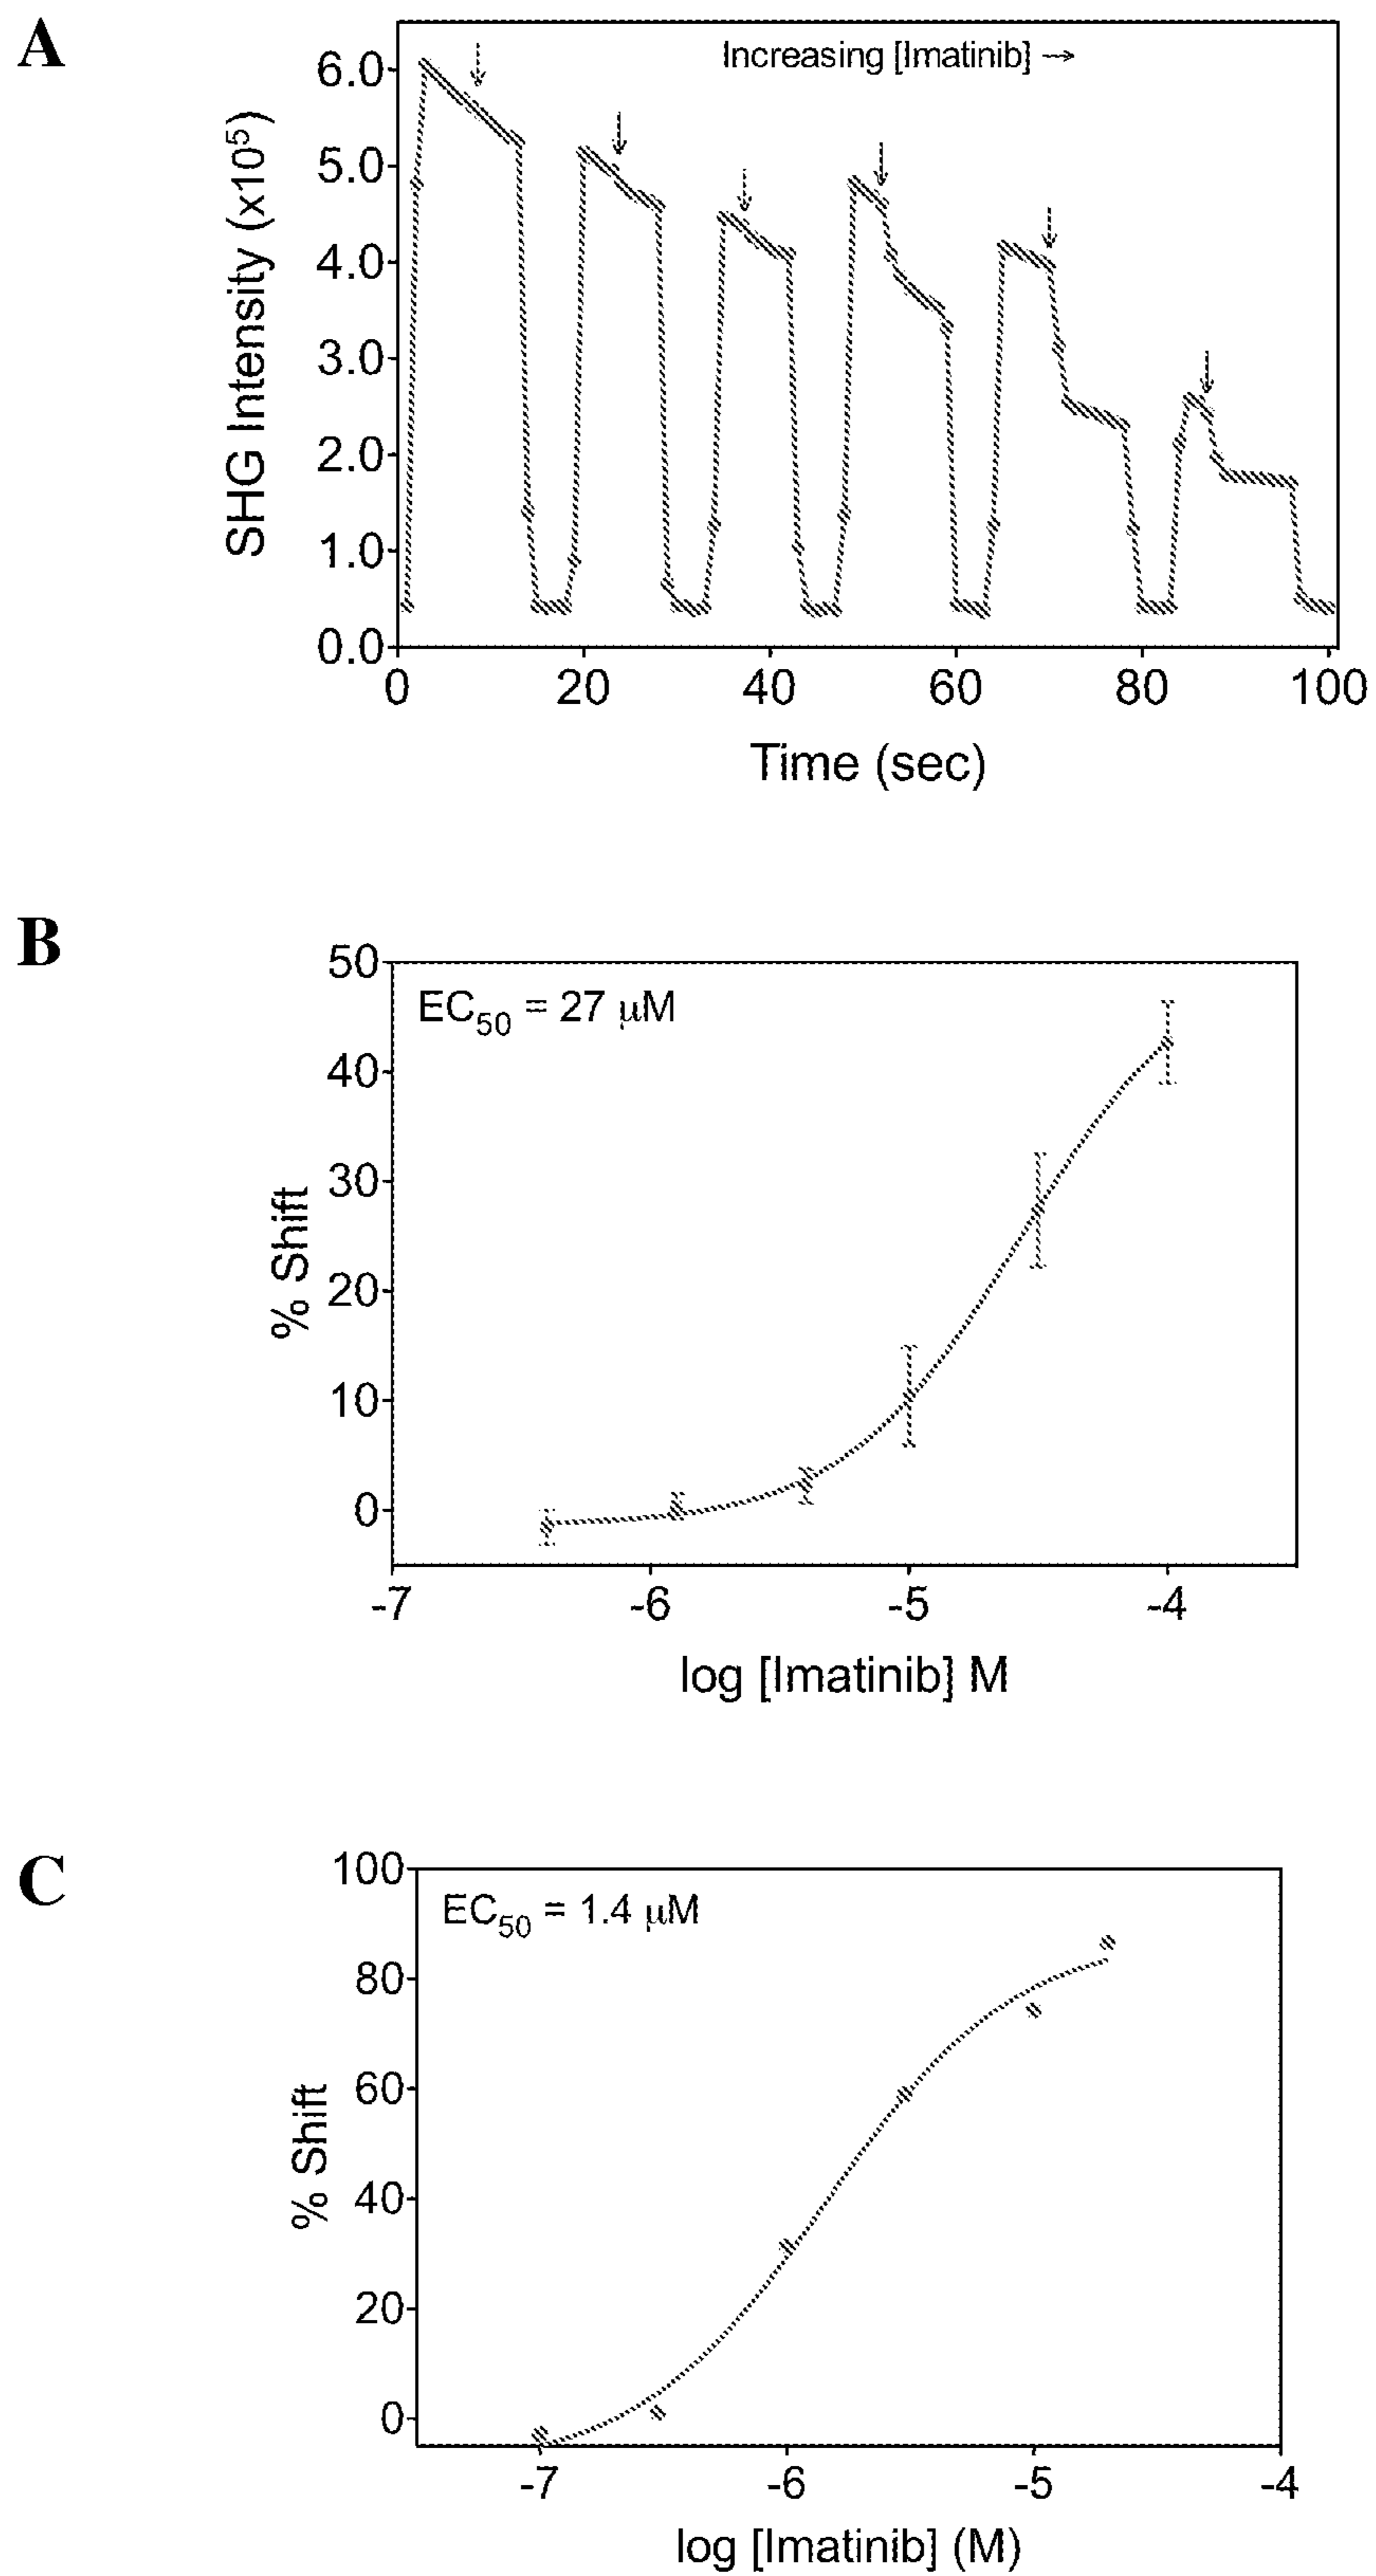 A
Increasing [Imatinib] →
SHG Intensity (x10⁵)
6.0
5.0
4.0
3.0
2.0
1.0
0.0
0 20 40 60 80 100
Time (sec)
B
EC₅₀ = 27 μM
% Shift
50
40
30
20
10
0
-7 -6 -5 -4
log [Imatinib] M
C
EC₅₀ = 1.4 μM
% Shift
100
80
60
40
20
0
-7 -6 -5 -4
log [Imatinib] (M)